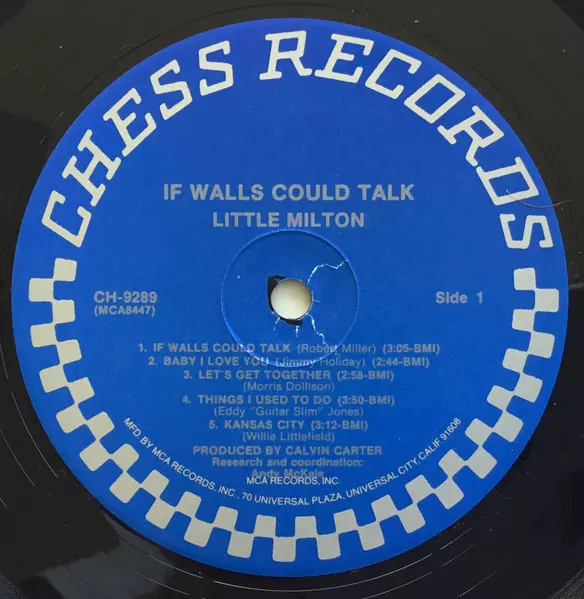 CHESS RECORDS
IF WALLS COULD TALK
LITTLE MILTON
CH-9289
(MCA8447)
Side 1
1. IF WALLS COULD TALK (Robert Miller) (3:05-BMI)
2. BABY I LOVE YOU (Jimmy Holiday) (2:44-BMI)
3. LET'S GET TOGETHER (2:58-BMI)
(Morris Dollison)
4. THINGS I USED TO DO (3:50-BMI)
Eddy "Guitar Slim" Jones)
5. KANSAS CITY (3:12-BMI)
(Willie Littlefield)
PRODUCED BY CALVIN CARTER
Research and coordination:
Andy McKaie
MCA RECORDS, INC.
MFD. BY MCA RECORDS, INC., 70 UNIVERSAL PLAZA, UNIVERSAL CITY, CALIF. 91608